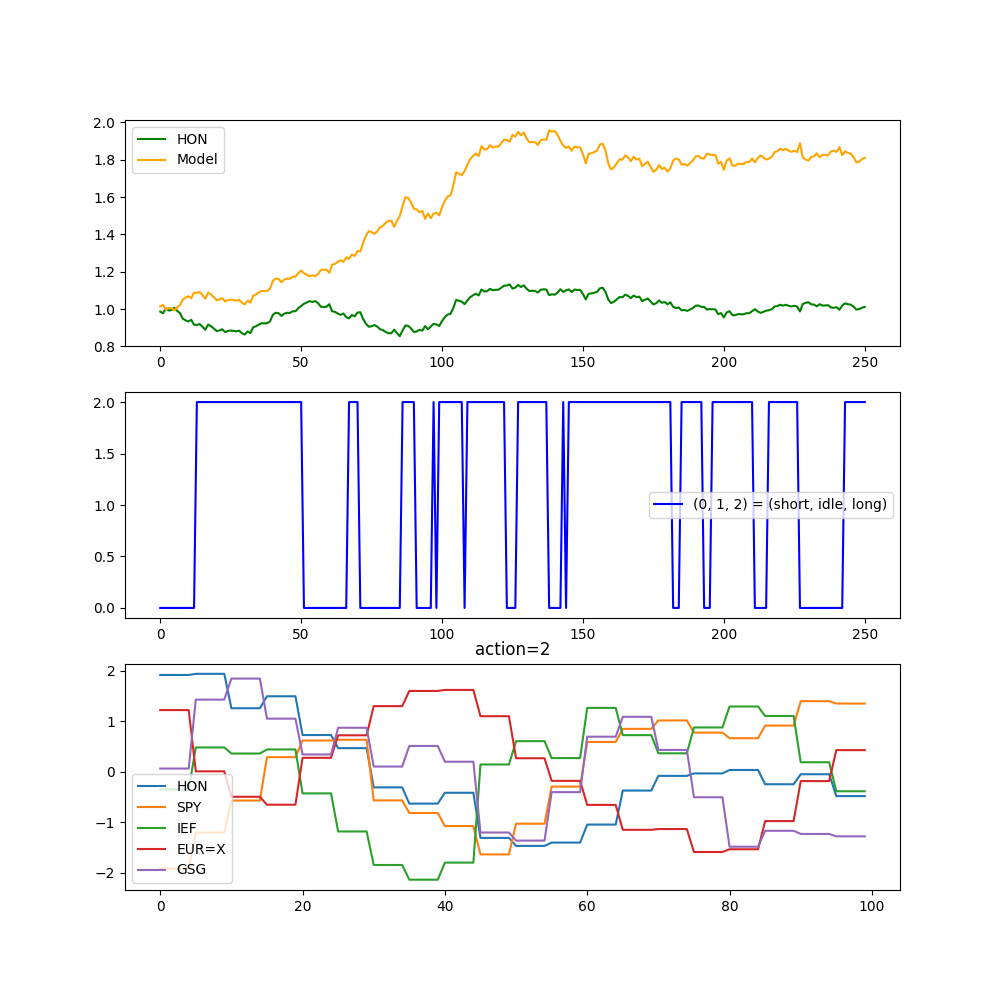 2.0
HON
Model
1.8
1.6
1.4
1.2
1.0
0.8
0 50 100 150 200 250
2.0
1.5
1.0
(0, 1, 2) = (short, idle, long)
0.5
0.0
0 50 100 150 200 250
action=2
2
1
0
HON
SPY
−1
IEF
EUR=X
−2
GSG
0 20 40 60 80 100